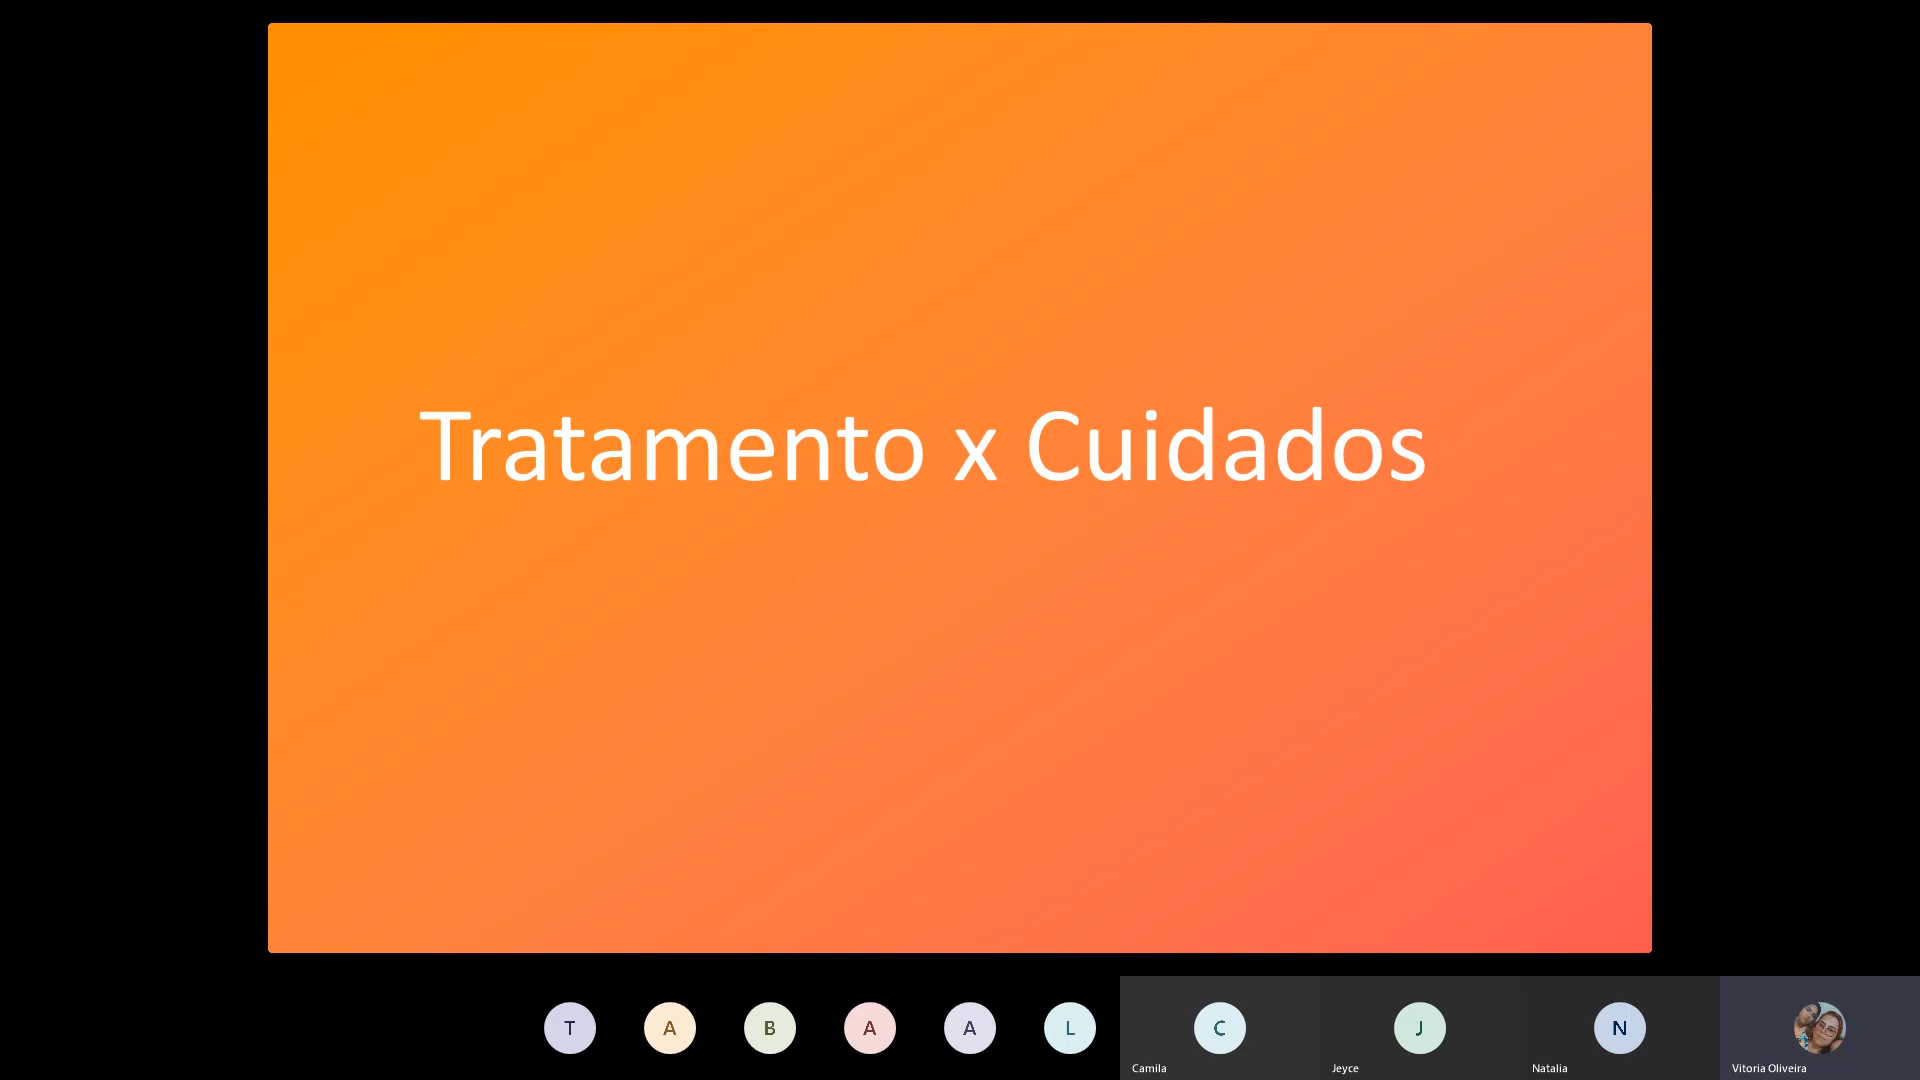 Tratamento x Cuidados
T
A
B
A
A
L
C
J
N
Camila
Jeyce
Natalia
Vitoria Oliveira